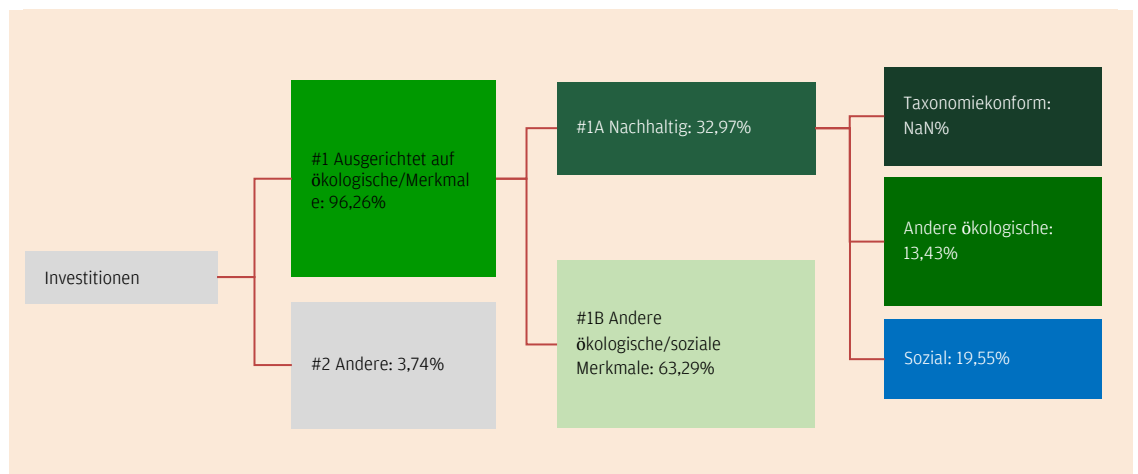 Investitionen
#1 Ausgerichtet auf
ökologische/Merkmal
e: 96,26%
#2 Andere: 3,74%
#1A Nachhaltig: 32,97%
#1B Andere
ökologische/soziale
Merkmale: 63,29%
Taxonomiekonform:
NaN%
Andere ökologische:
13,43%
Sozial: 19,55%